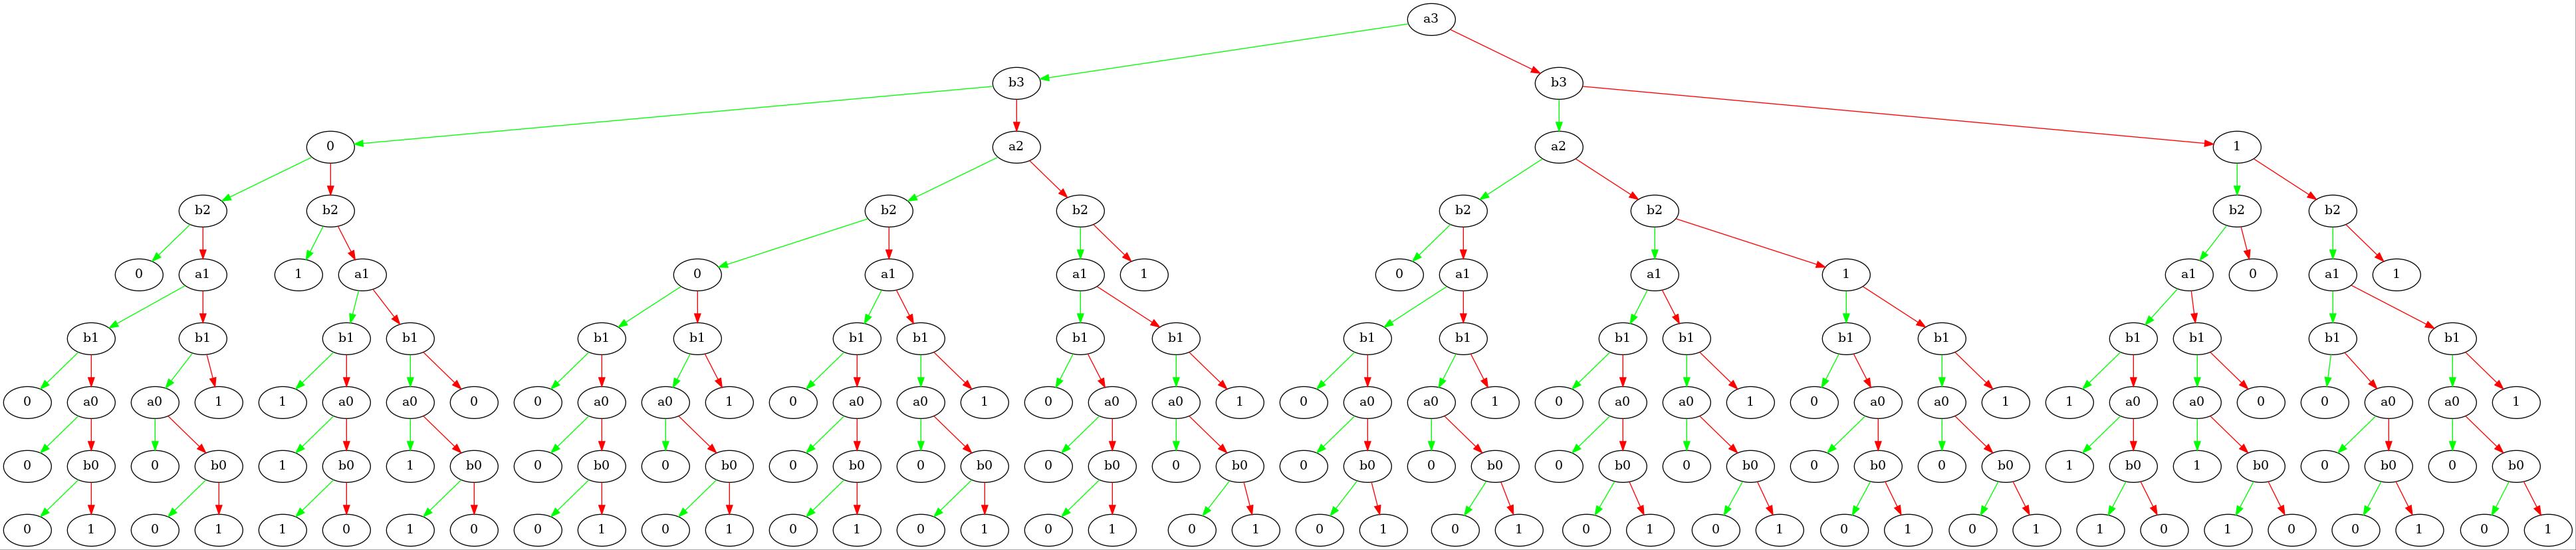 a3
b3 b3
0 a2 a2 1
b2 b2 b2 b2 b2 b2 b2 b2
0 a1 1 a1 0 a1 a1 1 0 a1 a1 1 a1 0 a1 1
b1 b1 b1 b1 b1 b1 b1 b1 b1 b1 b1 b1 b1 b1 b1 b1 b1 b1 b1 b1
0 a0 a0 1 1 a0 a0 0 0 a0 a0 1 0 a0 a0 1 0 a0 a0 1 0 a0 a0 1 0 a0 a0 1 0 a0 a0 1 1 a0 a0 0 0 a0 a0 1
0 b0 0 b0 1 b0 1 b0 0 b0 0 b0 0 b0 0 b0 0 b0 0 b0 0 b0 0 b0 0 b0 0 b0 0 b0 0 b0 1 b0 1 b0 0 b0 0 b0
0 1 0 1 1 0 1 0 0 1 0 1 0 1 0 1 0 1 0 1 0 1 0 1 0 1 0 1 0 1 0 1 1 0 1 0 0 1 0 1